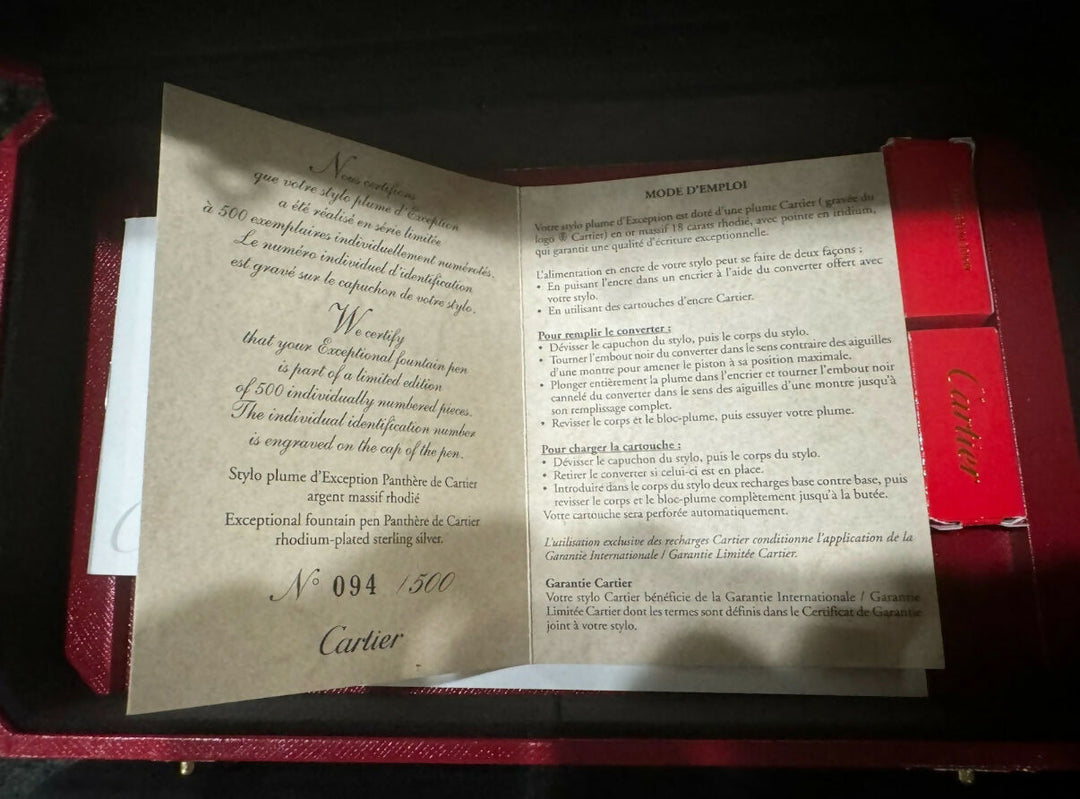 Nous certifions
que votre stylo plume d'Exception
a été réalisé en série limitée
à 500 exemplaires individuellement numérotés.
Le numéro individuel d'identification
est gravé sur le capuchon de votre stylo.
We certify
that your Exceptional fountain pen
is part of a limited edition
of 500 individually numbered pieces.
The individual identification number
is engraved on the cap of the pen.
Stylo plume d'Exception Panthère de Cartier
argent massif rhodié
Exceptional fountain pen Panthère de Cartier
rhodium-plated sterling silver.
N° 094 /500
Cartier
MODE D'EMPLOI
Votre stylo plume d'Exception est doté d'une plume Cartier ( gravée du
logo Cartier) en or massif 18 carats rhodié, avec pointe en iridium,
qui garantit une qualité d'écriture exceptionnelle.
L'alimentation en encre de votre stylo peut se faire de deux façons :
• En puisant l'encre dans un encrier à l'aide du converter offert avec
votre stylo.
• En utilisant des cartouches d'encre Cartier.
Pour remplir le converter :
• Dévisser le capuchon du stylo, puis le corps du stylo.
• Tourner l'embout noir du converter dans le sens contraire des aiguilles
d'une montre pour amener le piston à sa position maximale.
• Plonger entièrement la plume dans l'encrier et tourner l'embout noir
cannelé du converter dans le sens des aiguilles d'une montre jusqu'à
son remplissage complet.
• Revisser le corps et le bloc-plume, puis essuyer votre plume.
Pour charger la cartouche :
• Dévisser le capuchon du stylo, puis le corps du stylo.
• Retirer le converter si celui-ci est en place.
• Introduire dans le corps du stylo deux recharges base contre base, puis
revisser le corps et le bloc-plume complètement jusqu'à la butée.
Votre cartouche sera perforée automatiquement.
L'utilisation exclusive des recharges Cartier conditionne l'application de la
Garantie Internationale / Garantie Limitée Cartier.
Garantie Cartier
Votre stylo Cartier bénéficie de la Garantie Internationale / Garantie
Limitée Cartier dont les termes sont définis dans le Certificat de Garantie
joint à votre stylo.
Cartier